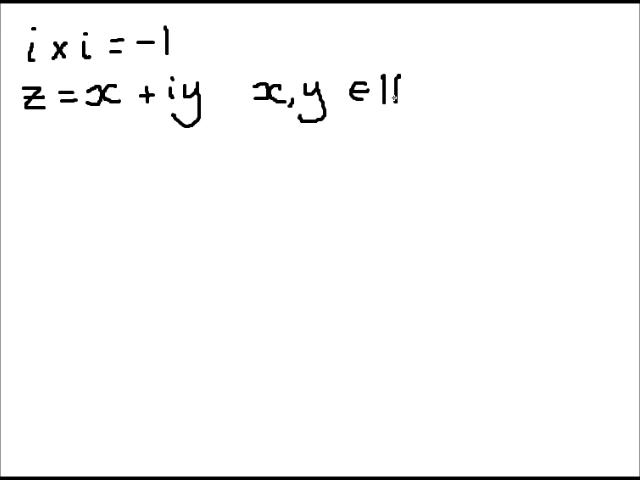 i × i = -1
z = x + iy x, y ∈ |